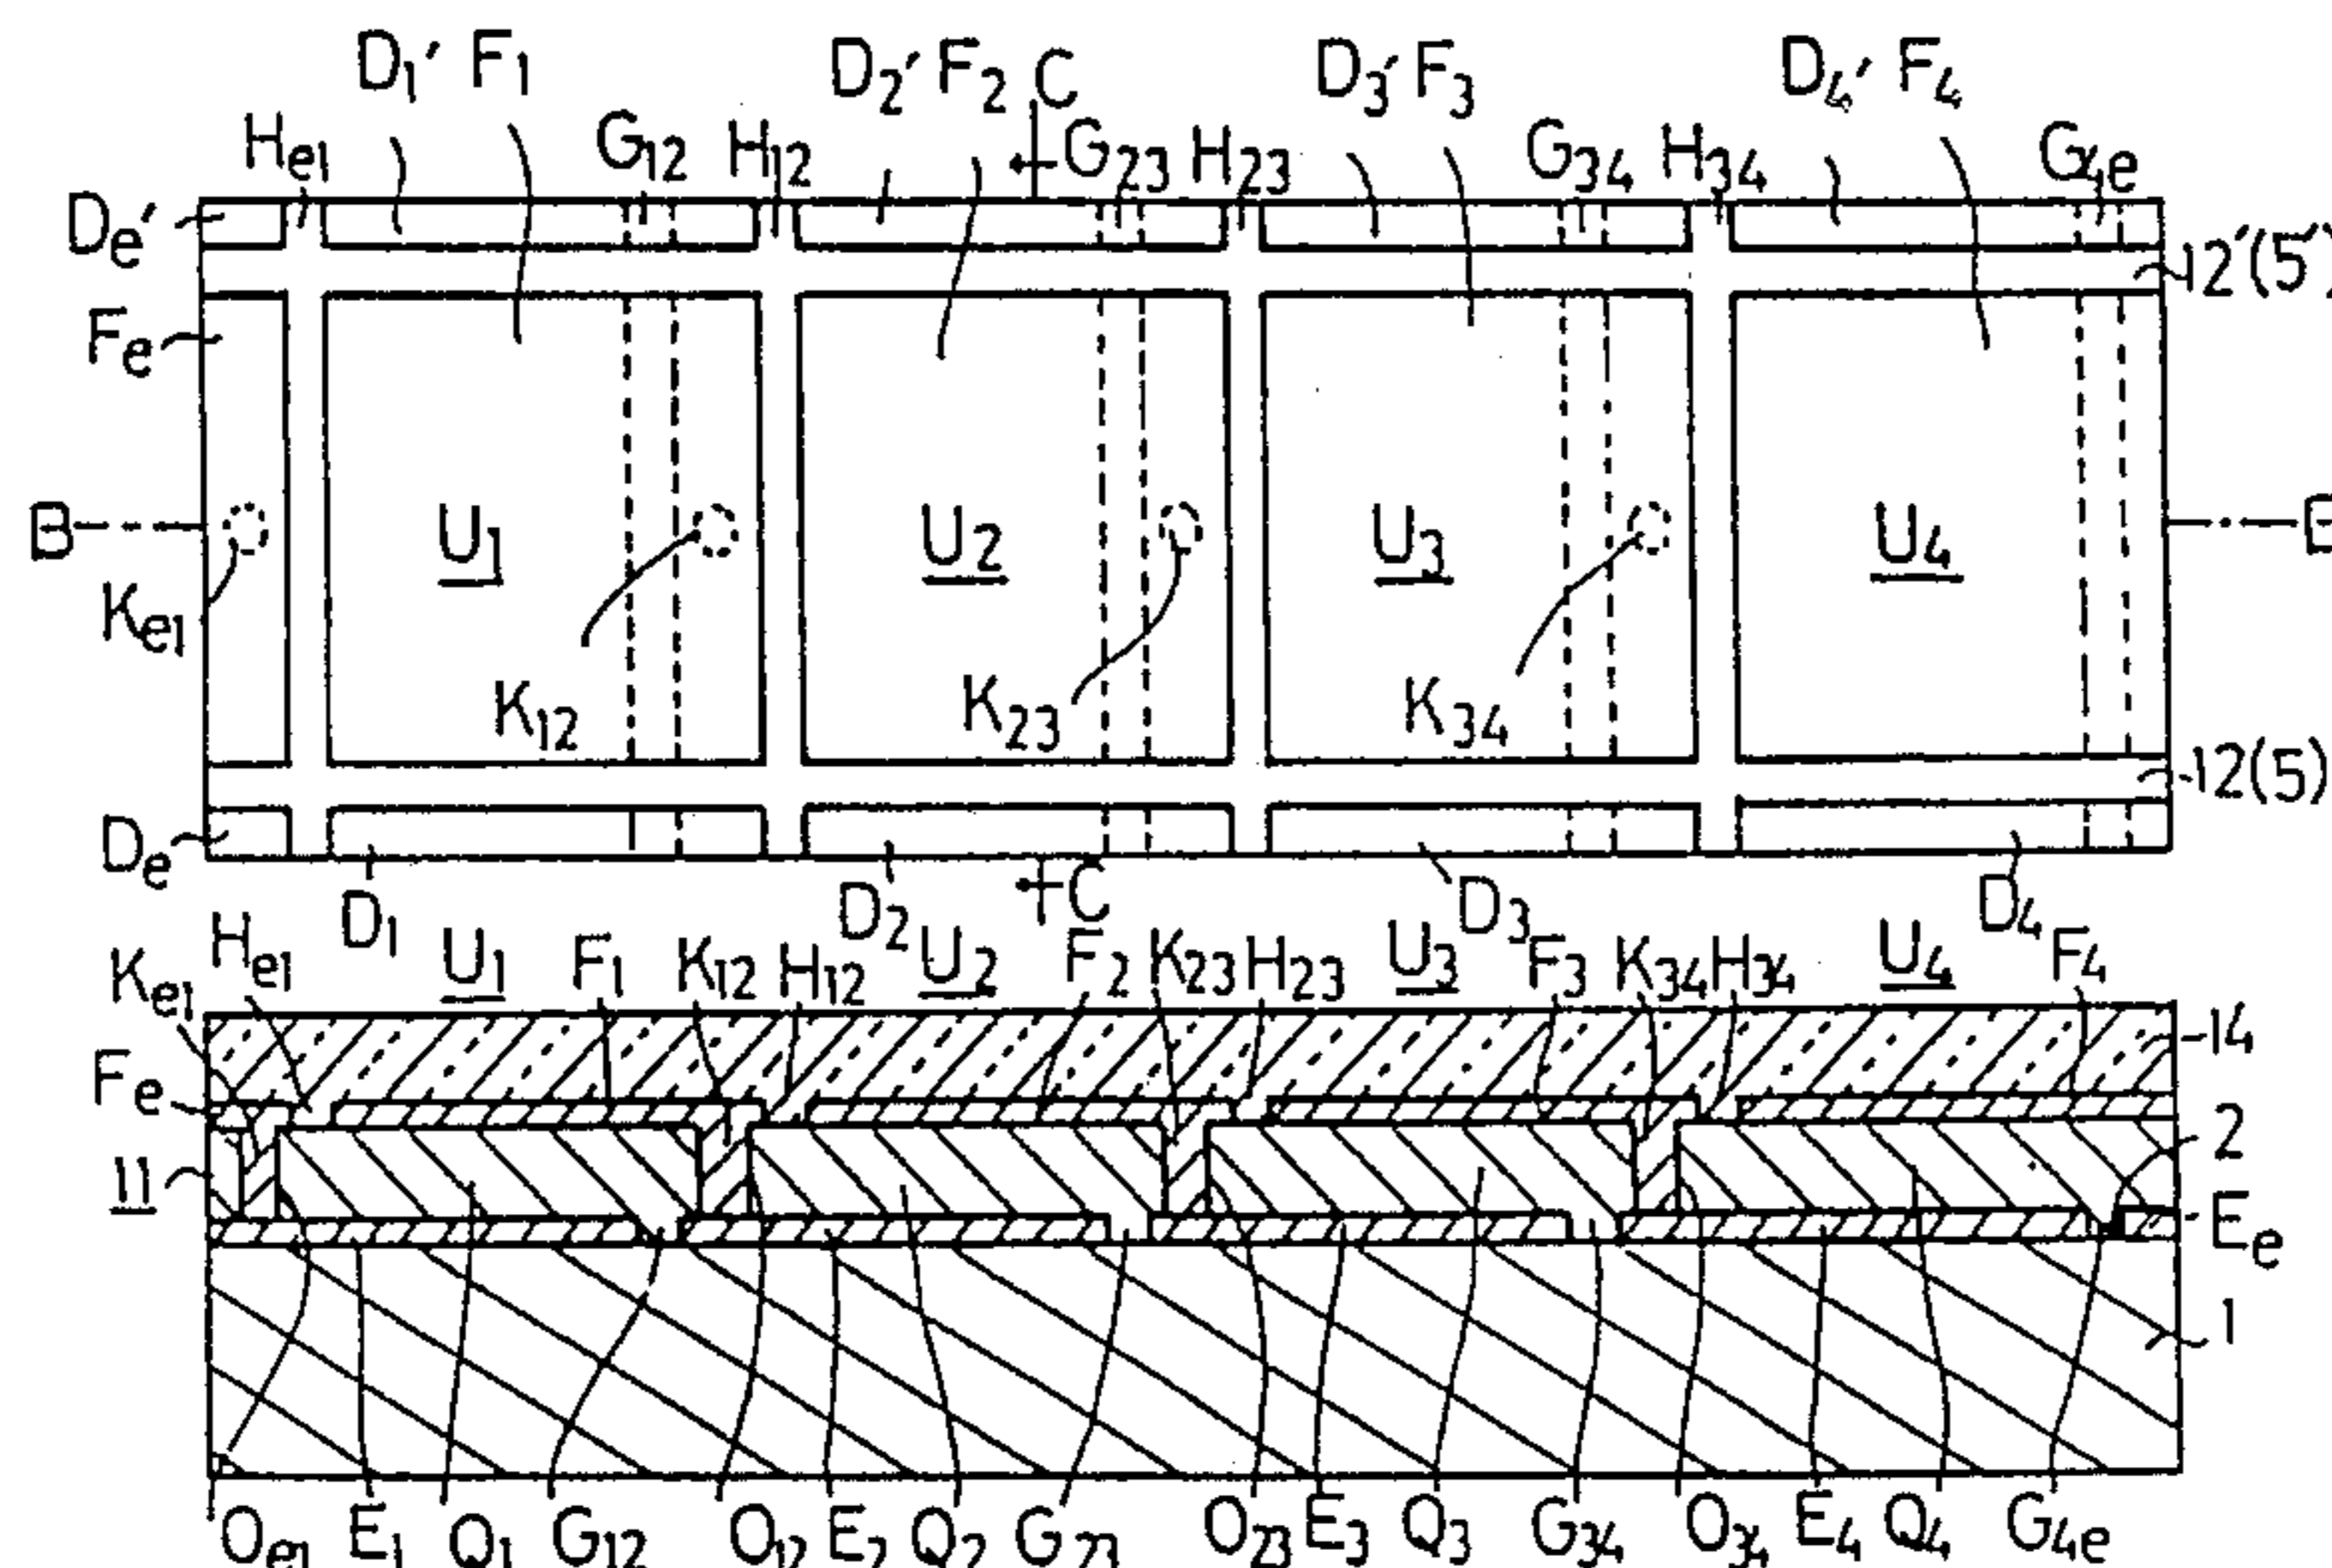 D₁' F₁ D₂' F₂ C D₃' F₃ D₄' F₄
Hₑ₁ G₁₂ H₁₂ G₂₃ H₂₃ G₃₄ H₃₄ G₄ₑ
Dₑ'
12'(5')
Fₑ
B U₁ U₂ U₃ U₄
Kₑ₁
K₁₂ K₂₃ K₃₄
12(5)
Dₑ
D₁ D₂ C D₃ D₄
Kₑ₁ Hₑ₁ U₁ F₁ K₁₂ H₁₂ U₂ F₂ K₂₃ H₂₃ U₃ F₃ K₃₄ H₃₄ U₄ F₄
14
Fₑ
2
11
Eₑ
1
Oₑ₁ E₁ Q₁ G₁₂ O₁₂ E₂ Q₂ G₂₃ O₂₃ E₃ Q₃ G₃₄ O₃₄ E₄ Q₄ G₄ₑ